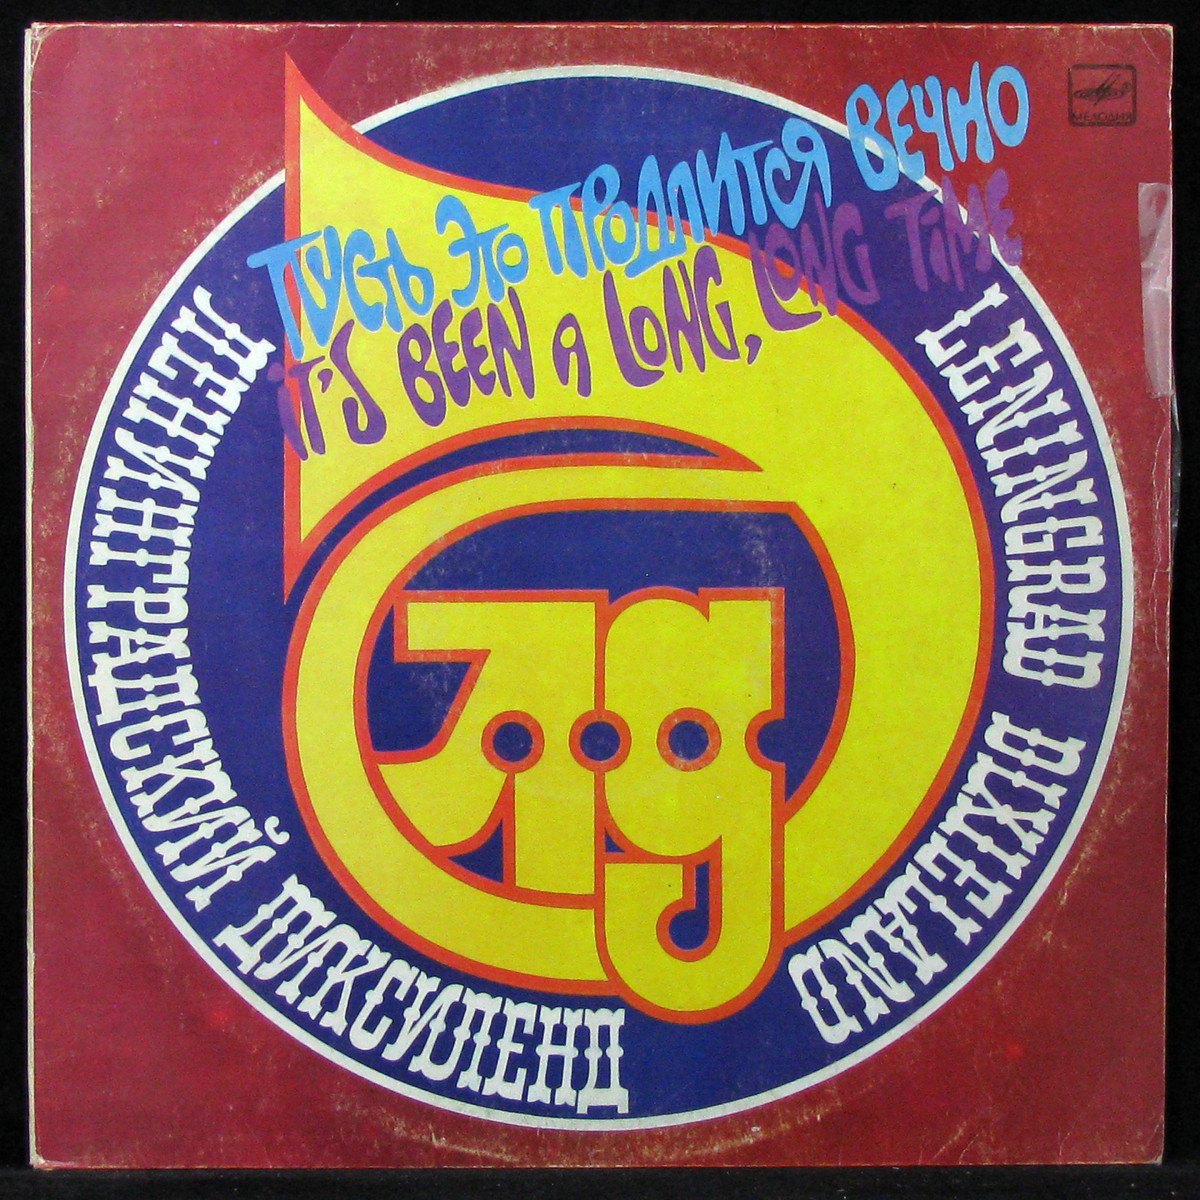 Пусть Это Продлится Вечно
It's Been A Long, Long Time
МЕЛОДИЯ
ЛЕНИНГРАДСКИЙ ДИКСИЛЕНД
LENINGRAD DIXIELAND
лд